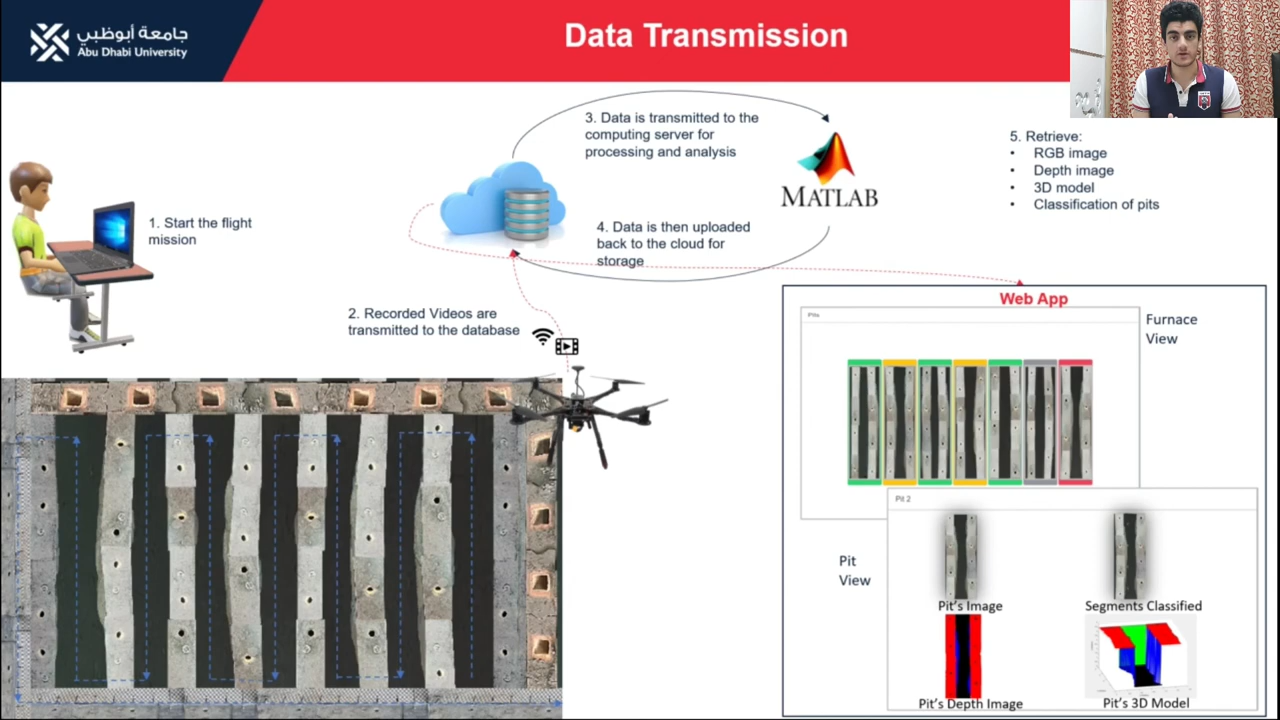 جامعة أبوظبي
Abu Dhabi University
Data Transmission
1. Start the flight
mission
2. Recorded Videos are
transmitted to the database
3. Data is transmitted to the
computing server for
processing and analysis
MATLAB
4. Data is then uploaded
back to the cloud for
storage
5. Retrieve:
• RGB image
• Depth image
• 3D model
• Classification of pits
Web App
Pits
Furnace
View
Pit 2
Pit
View
Pit's Image
Segments Classified
Pit's Depth Image
Pit's 3D Model